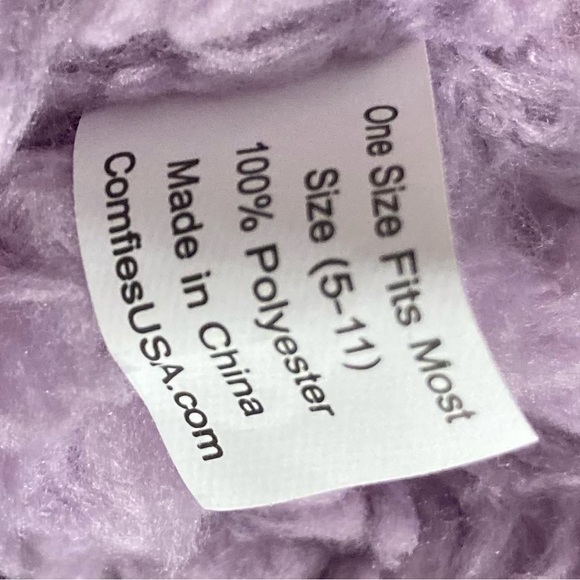 One Size Fits Most
Size (5-11)
100% Polyester
Made in China
ComfiesUSA.com